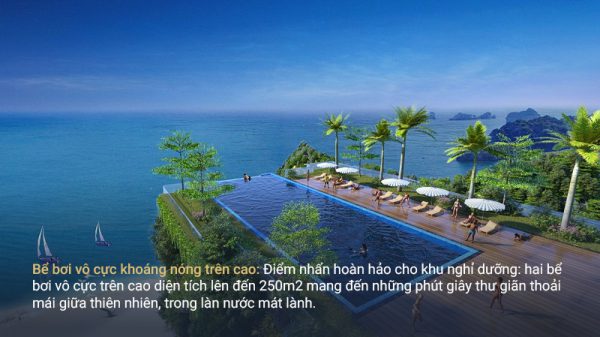 Bể bơi vộ cực khoáng nóng trên cao: Điểm nhấn hoàn hảo cho khu nghỉ dưỡng: hai bể
bơi vô cực trên cao diện tích lên đến 250m2 mang đến những phút giây thư giãn thoải
mái giữa thiên nhiên, trong làn nước mát lành.